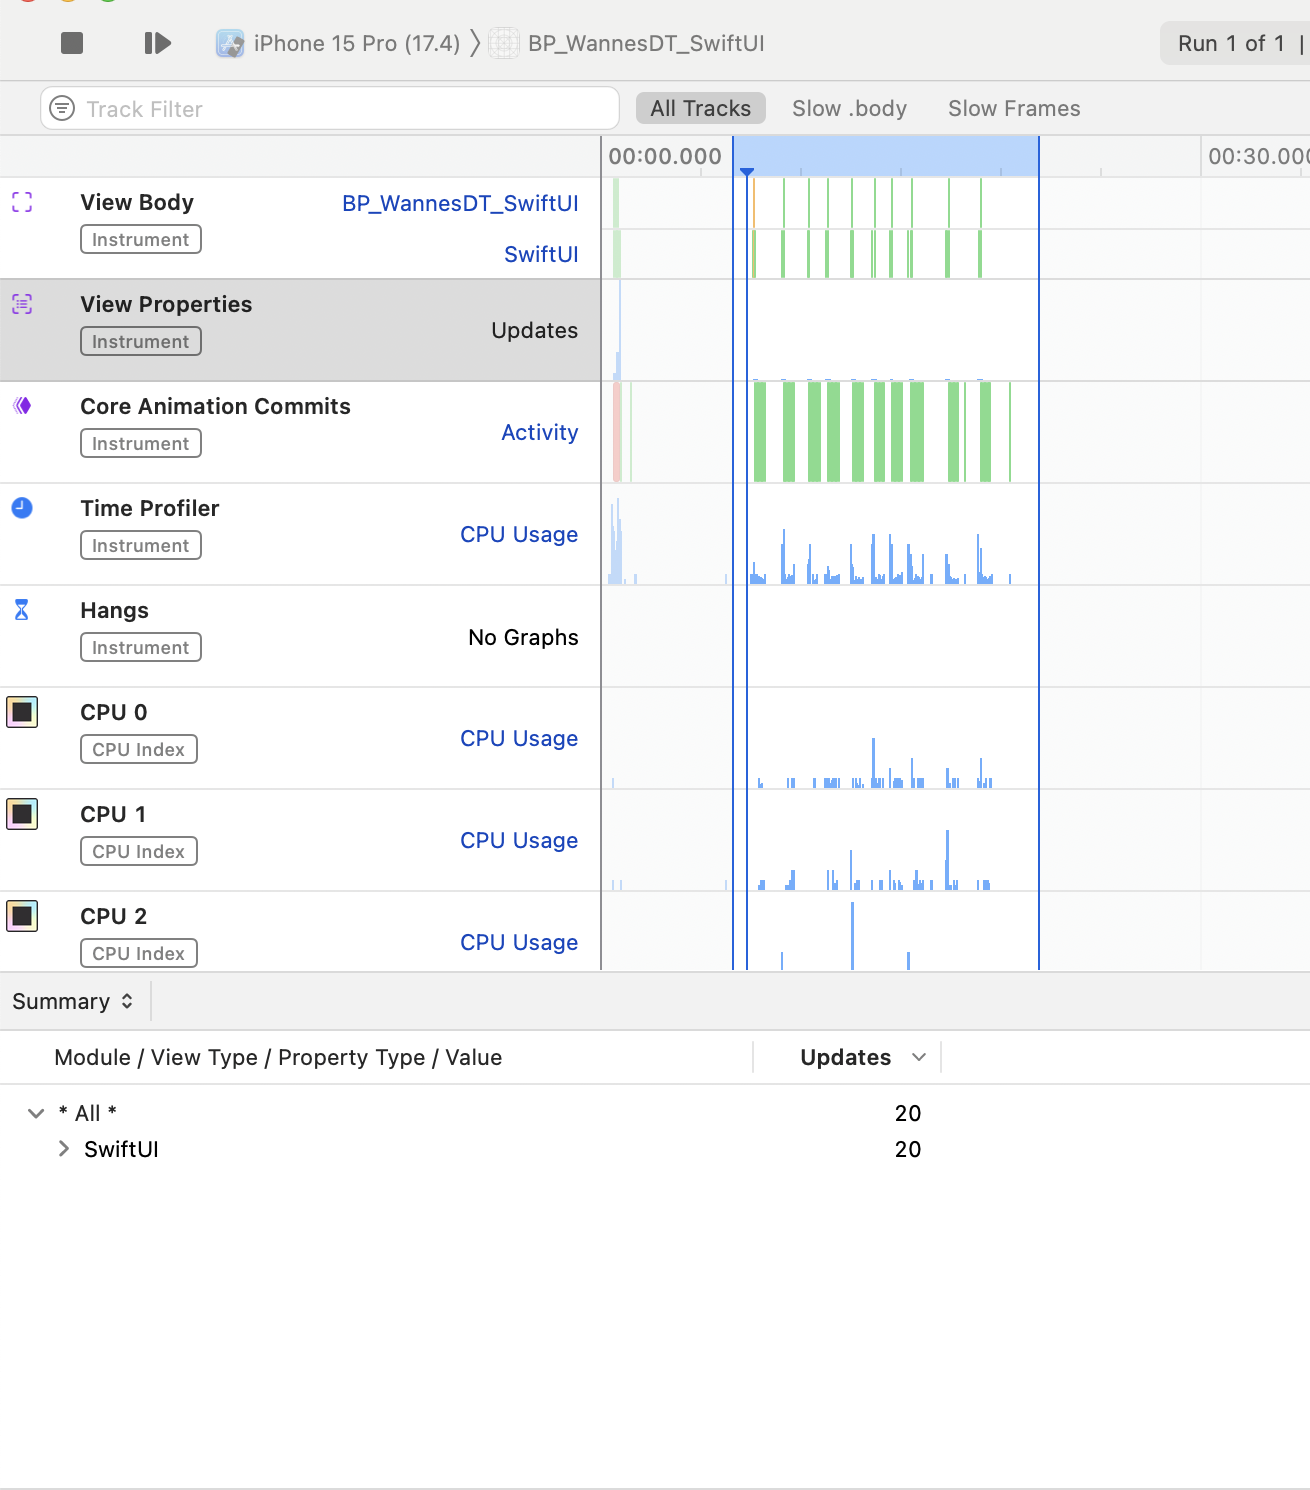 iPhone 15 Pro (17.4) 〉 BP_WannesDT_SwiftUI
Run 1 of 1 |
Track Filter
All Tracks Slow .body Slow Frames
00:00.000
View Body
BP_WannesDT_SwiftUI
Instrument
SwiftUI
View Properties
Updates
Instrument
Core Animation Commits
Activity
Instrument
Time Profiler
CPU Usage
Instrument
Hangs
No Graphs
Instrument
CPU 0
CPU Usage
CPU Index
CPU 1
CPU Usage
CPU Index
CPU 2
CPU Usage
CPU Index
Summary
Module / View Type / Property Type / Value Updates
* All * 20
SwiftUI 20